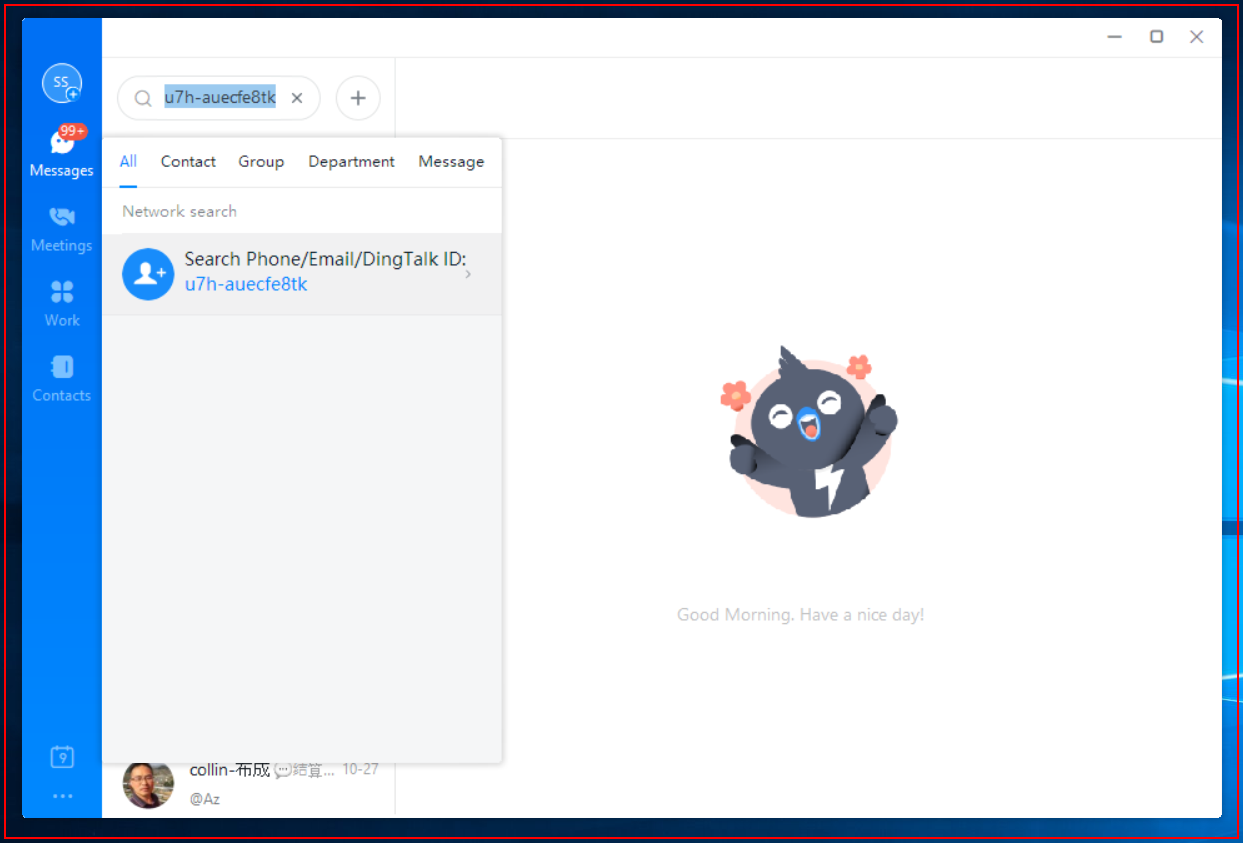 SS
u7h-auecfe8tk
99+
Messages
Meetings
Work
Contacts
9
All Contact Group Department Message
Network search
Search Phone/Email/DingTalk ID:
u7h-auecfe8tk
Good Morning. Have a nice day!
collin-布成 结算... 10-27
@Az